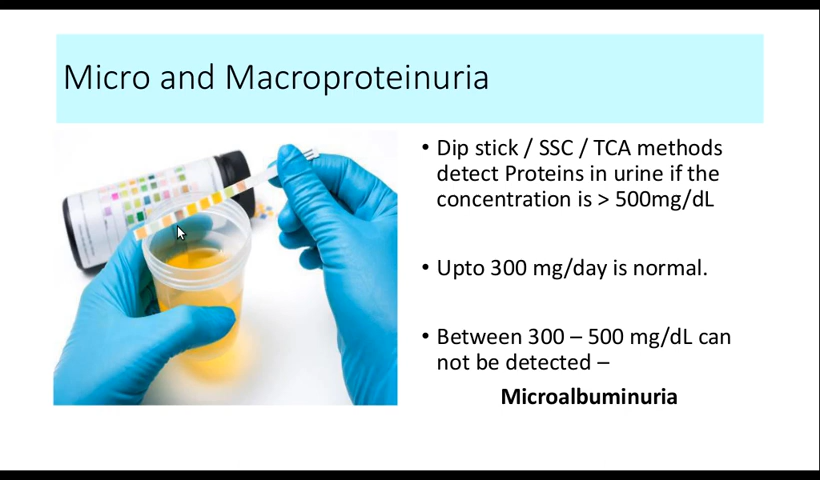 Micro and Macroproteinuria
• Dip stick / SSC / TCA methods
detect Proteins in urine if the
concentration is > 500mg/dL
• Upto 300 mg/day is normal.
• Between 300 – 500 mg/dL can
not be detected –
Microalbuminuria